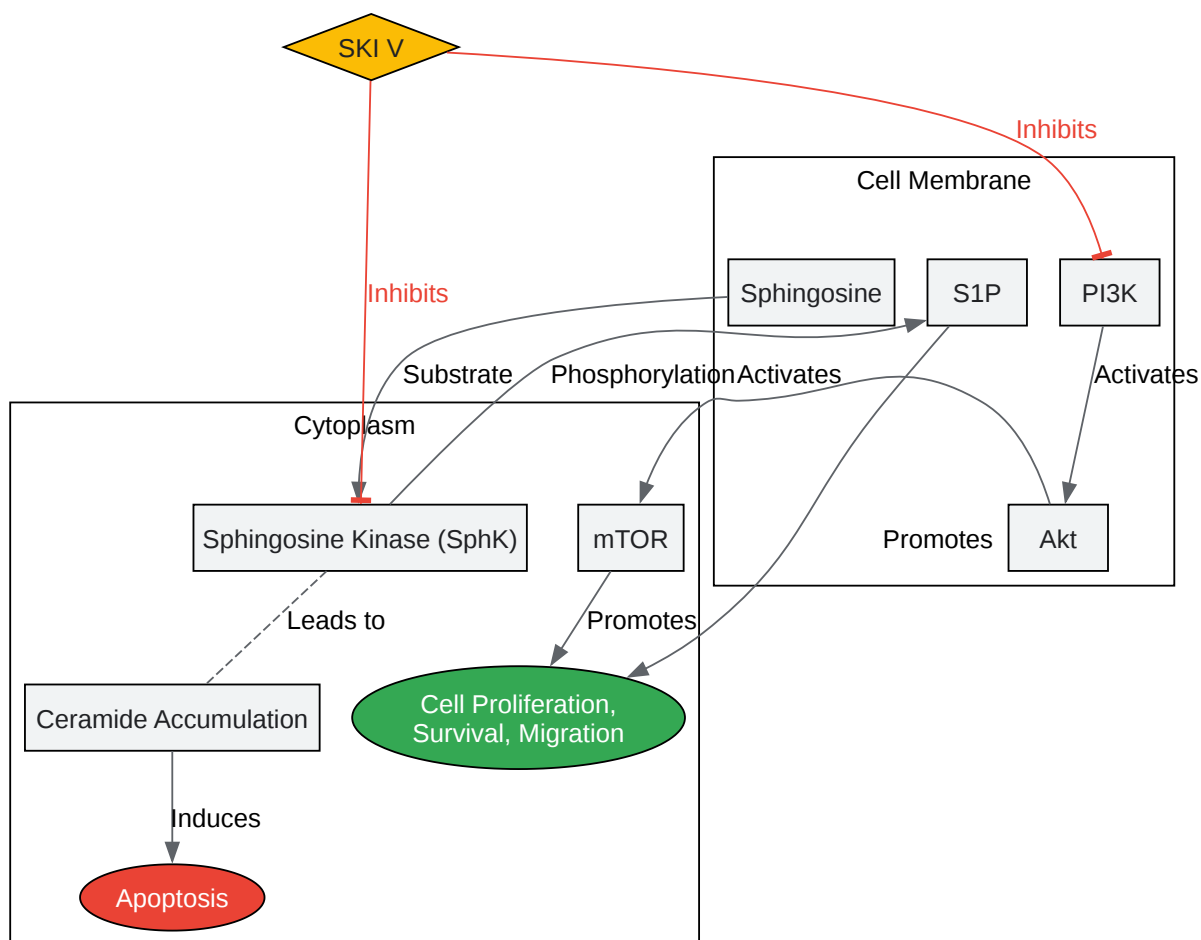 SKI V
Inhibits
Cell Membrane
Inhibits
Sphingosine
S1P
PI3K
Substrate
Phosphorylation
Activates
Activates
Cytoplasm
Sphingosine Kinase (SphK)
mTOR
Promotes
Akt
Leads to
Promotes
Ceramide Accumulation
Cell Proliferation,
Survival, Migration
Induces
Apoptosis